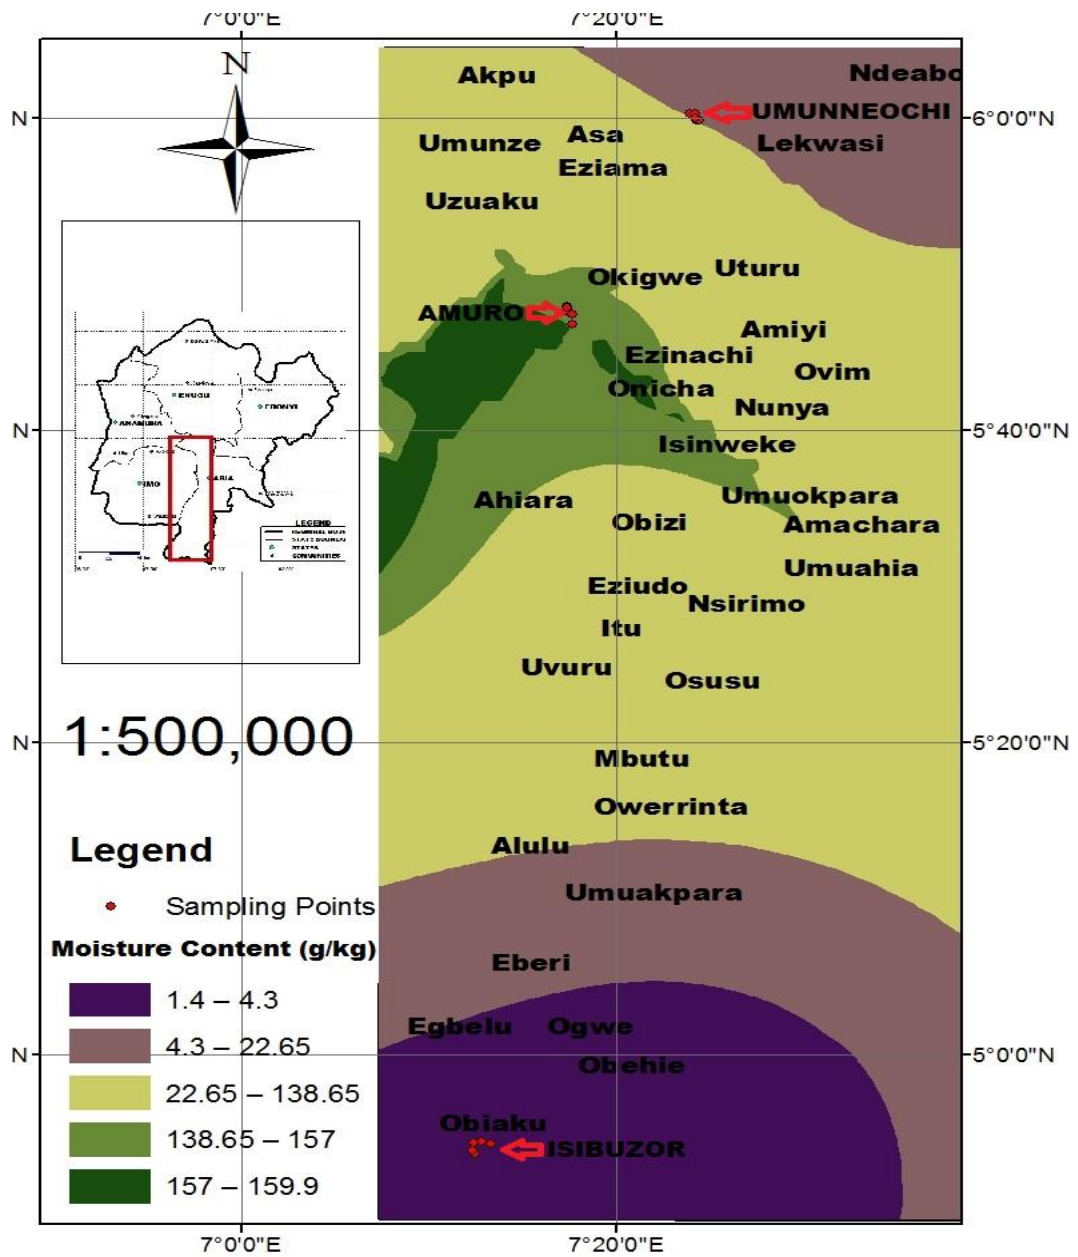 7°0'0"E
7°20'0"E
N
Akpu
Ndeabo
UMUNNEOCHI
N
6°0'0"N
Asa
Umunze
Lekwasi
Eziama
Uzuaku
Uturu
Okigwe
AMURO
Amiyi
Ezinachi
Ovim
Onicha
ENUGU
EBONYI
Nunya
ANAMBRA
N
5°40'0"N
Isinweke
IMO
ABIA
Ahiara
Umuokpara
Obizi
Amachara
LEGEND
STATES
COMMUNITIES
Umuahia
Eziudo
Nsirimo
Itu
Uvuru
Osusu
1:500,000
N
5°20'0"N
Mbutu
Owerrinta
Alulu
Legend
Umuakpara
Sampling Points
Moisture Content (g/kg)
Eberi
1.4 – 4.3
Egbelu
Ogwe
4.3 – 22.65
N
5°0'0"N
Obehie
22.65 – 138.65
Obiaku
138.65 – 157
ISIBUZOR
157 – 159.9
7°0'0"E
7°20'0"E